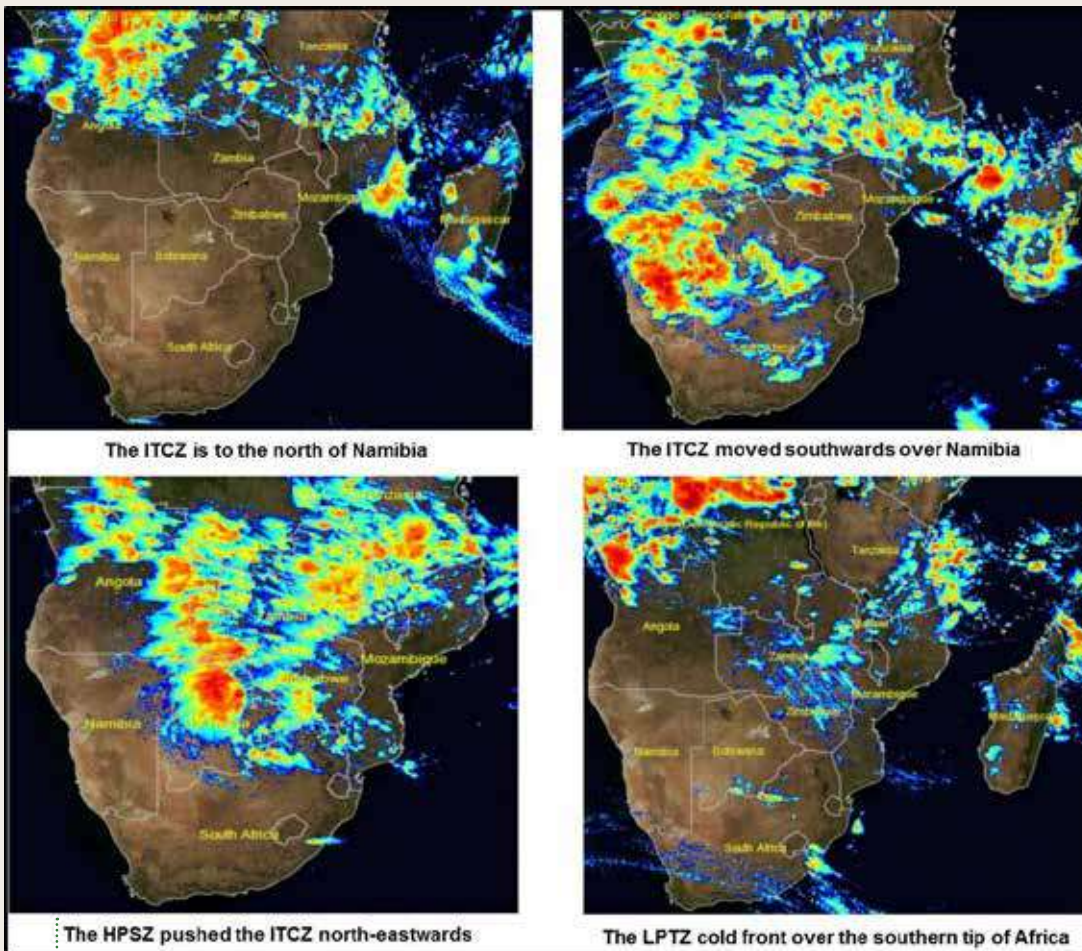 Tanzania
Angola
Zambia
Mozambique
Zimbabwe
Madagascar
Namibia
Botswana
South Africa
The ITCZ is to the north of Namibia
Tanzania
Zimbabwe
Mozambique
The ITCZ moved southwards over Namibia
Angola
Mozambique
Namibia
South Africa
The HPSZ pushed the ITCZ north-eastwards
Tanzania
Angola
Malawi
Zambia
Mozambique
Zimbabwe
Madagascar
Namibia
Botswana
South Africa
The LPTZ cold front over the southern tip of Africa